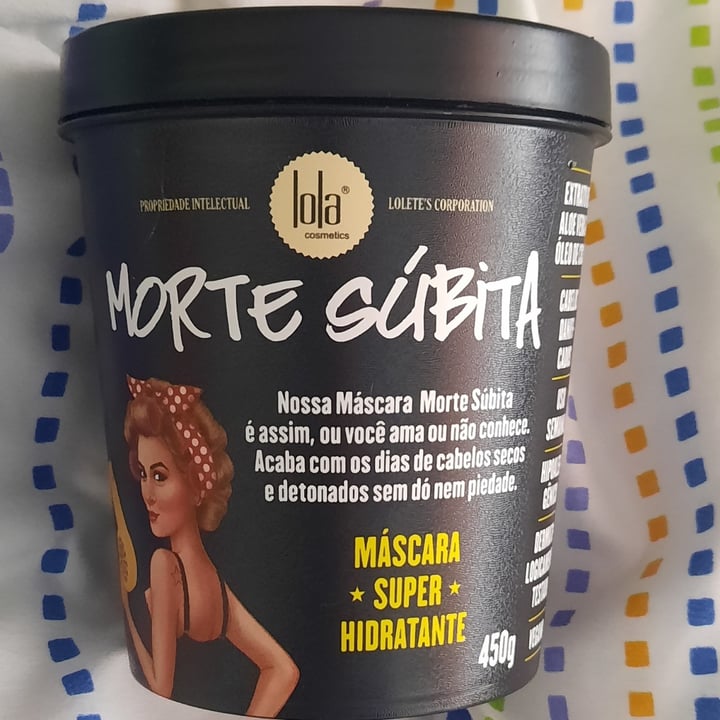 PROPRIEDADE INTELECTUAL
lola®
cosmetics
LOLETE'S CORPORATION
MORTE SÚBITA
Nossa Máscara Morte Súbita
é assim, ou você ama ou não conhece.
Acaba com os dias de cabelos secos
e detonados sem dó nem piedade.
MÁSCARA
★ SUPER ★
HIDRATANTE
450g
ALOE